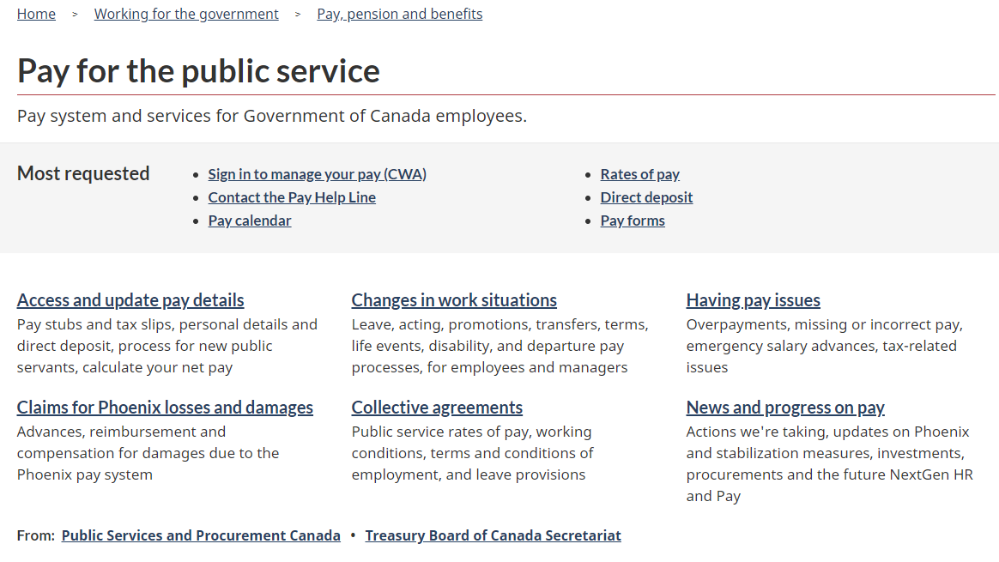 Home > Working for the government > Pay, pension and benefits
Pay for the public service
Pay system and services for Government of Canada employees.
Most requested
• Sign in to manage your pay (CWA)
• Contact the Pay Help Line
• Pay calendar
• Rates of pay
• Direct deposit
• Pay forms
Access and update pay details
Pay stubs and tax slips, personal details and
direct deposit, process for new public
servants, calculate your net pay
Changes in work situations
Leave, acting, promotions, transfers, terms,
life events, disability, and departure pay
processes, for employees and managers
Having pay issues
Overpayments, missing or incorrect pay,
emergency salary advances, tax-related
issues
Claims for Phoenix losses and damages
Advances, reimbursement and
compensation for damages due to the
Phoenix pay system
Collective agreements
Public service rates of pay, working
conditions, terms and conditions of
employment, and leave provisions
News and progress on pay
Actions we're taking, updates on Phoenix
and stabilization measures, investments,
procurements and the future NextGen HR
and Pay
From: Public Services and Procurement Canada • Treasury Board of Canada Secretariat